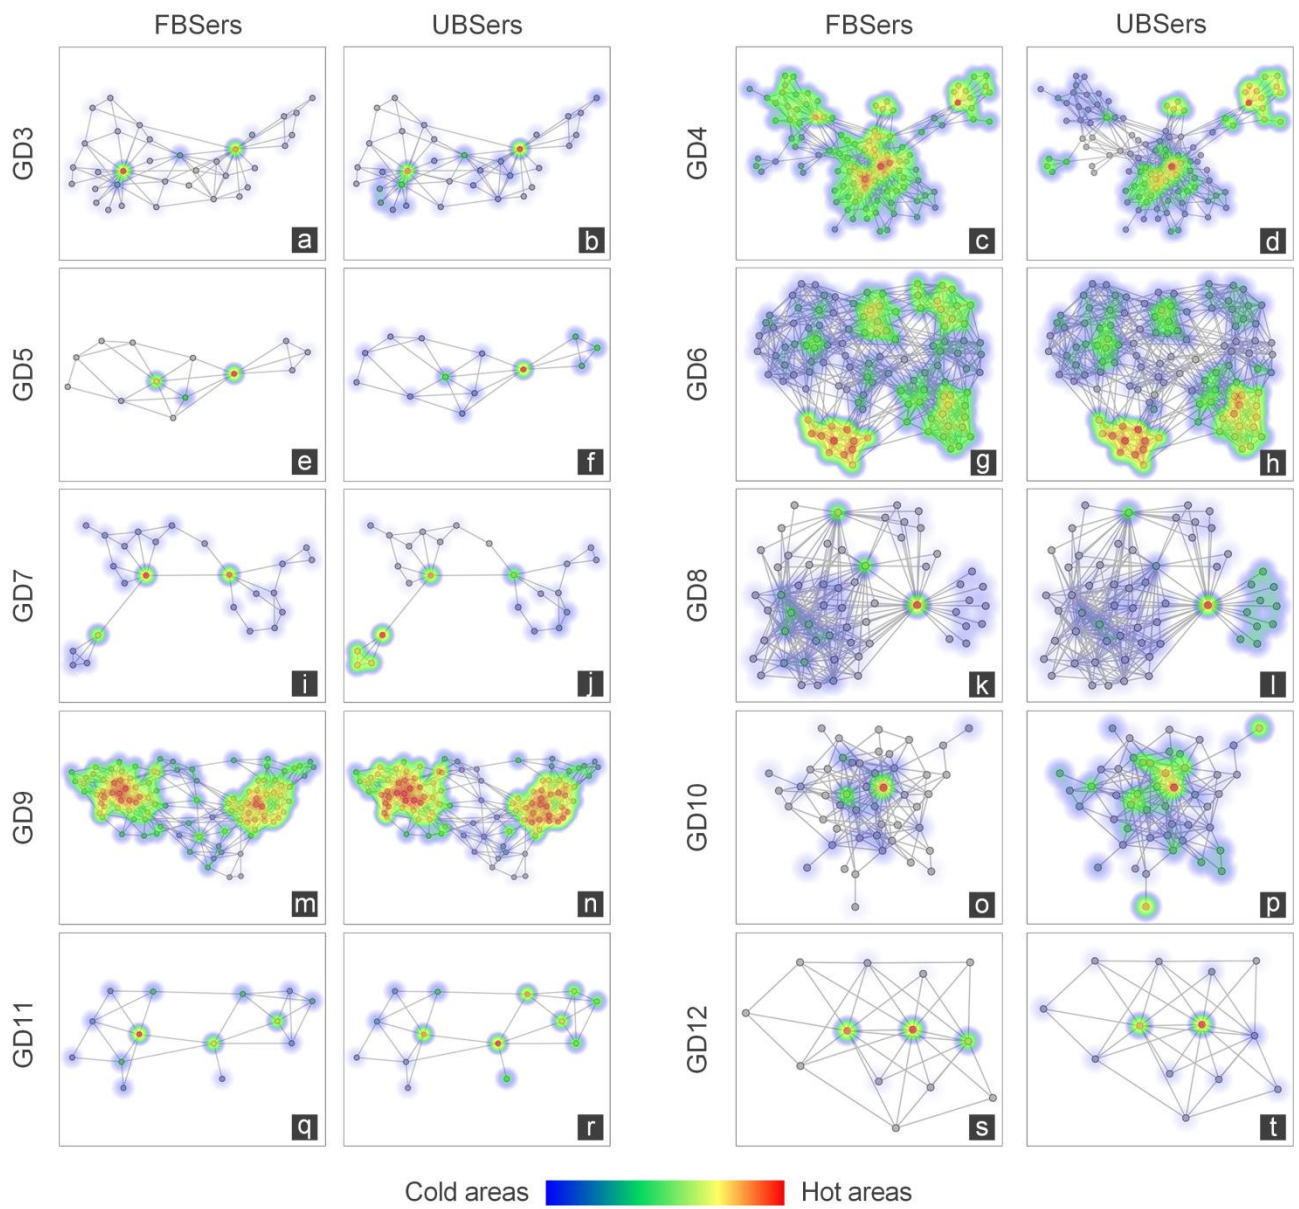 FBSers UBSers FBSers UBSers
GD3 a b GD4 c d
GD5 e f GD6 g h
GD7 i j GD8 k l
GD9 m n GD10 o p
GD11 q r GD12 s t
Cold areas Hot areas